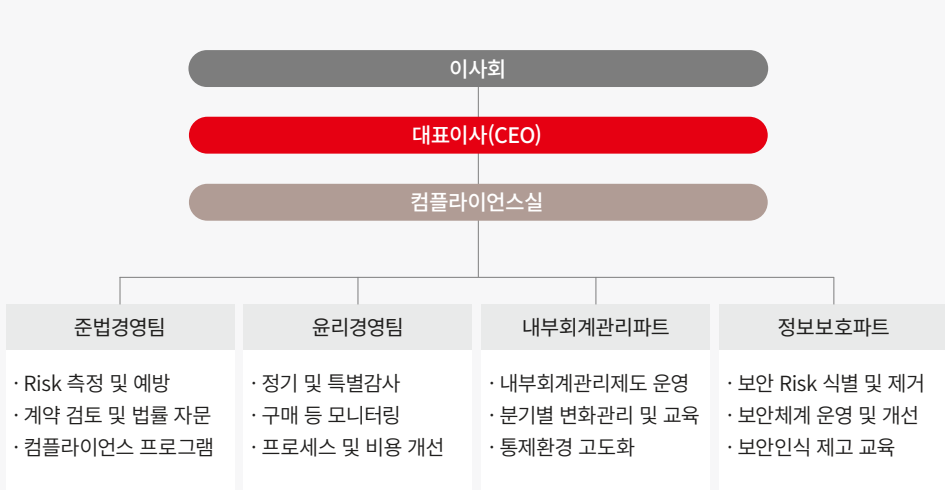 이사회
대표이사(CEO)
컴플라이언스실
준법경영팀
· Risk 측정 및 예방
· 계약 검토 및 법률 자문
· 컴플라이언스 프로그램
윤리경영팀
· 정기 및 특별감사
· 구매 등 모니터링
· 프로세스 및 비용 개선
내부회계관리파트
· 내부회계관리제도 운영
· 분기별 변화관리 및 교육
· 통제환경 고도화
정보보호파트
· 보안 Risk 식별 및 제거
· 보안체계 운영 및 개선
· 보안인식 제고 교육